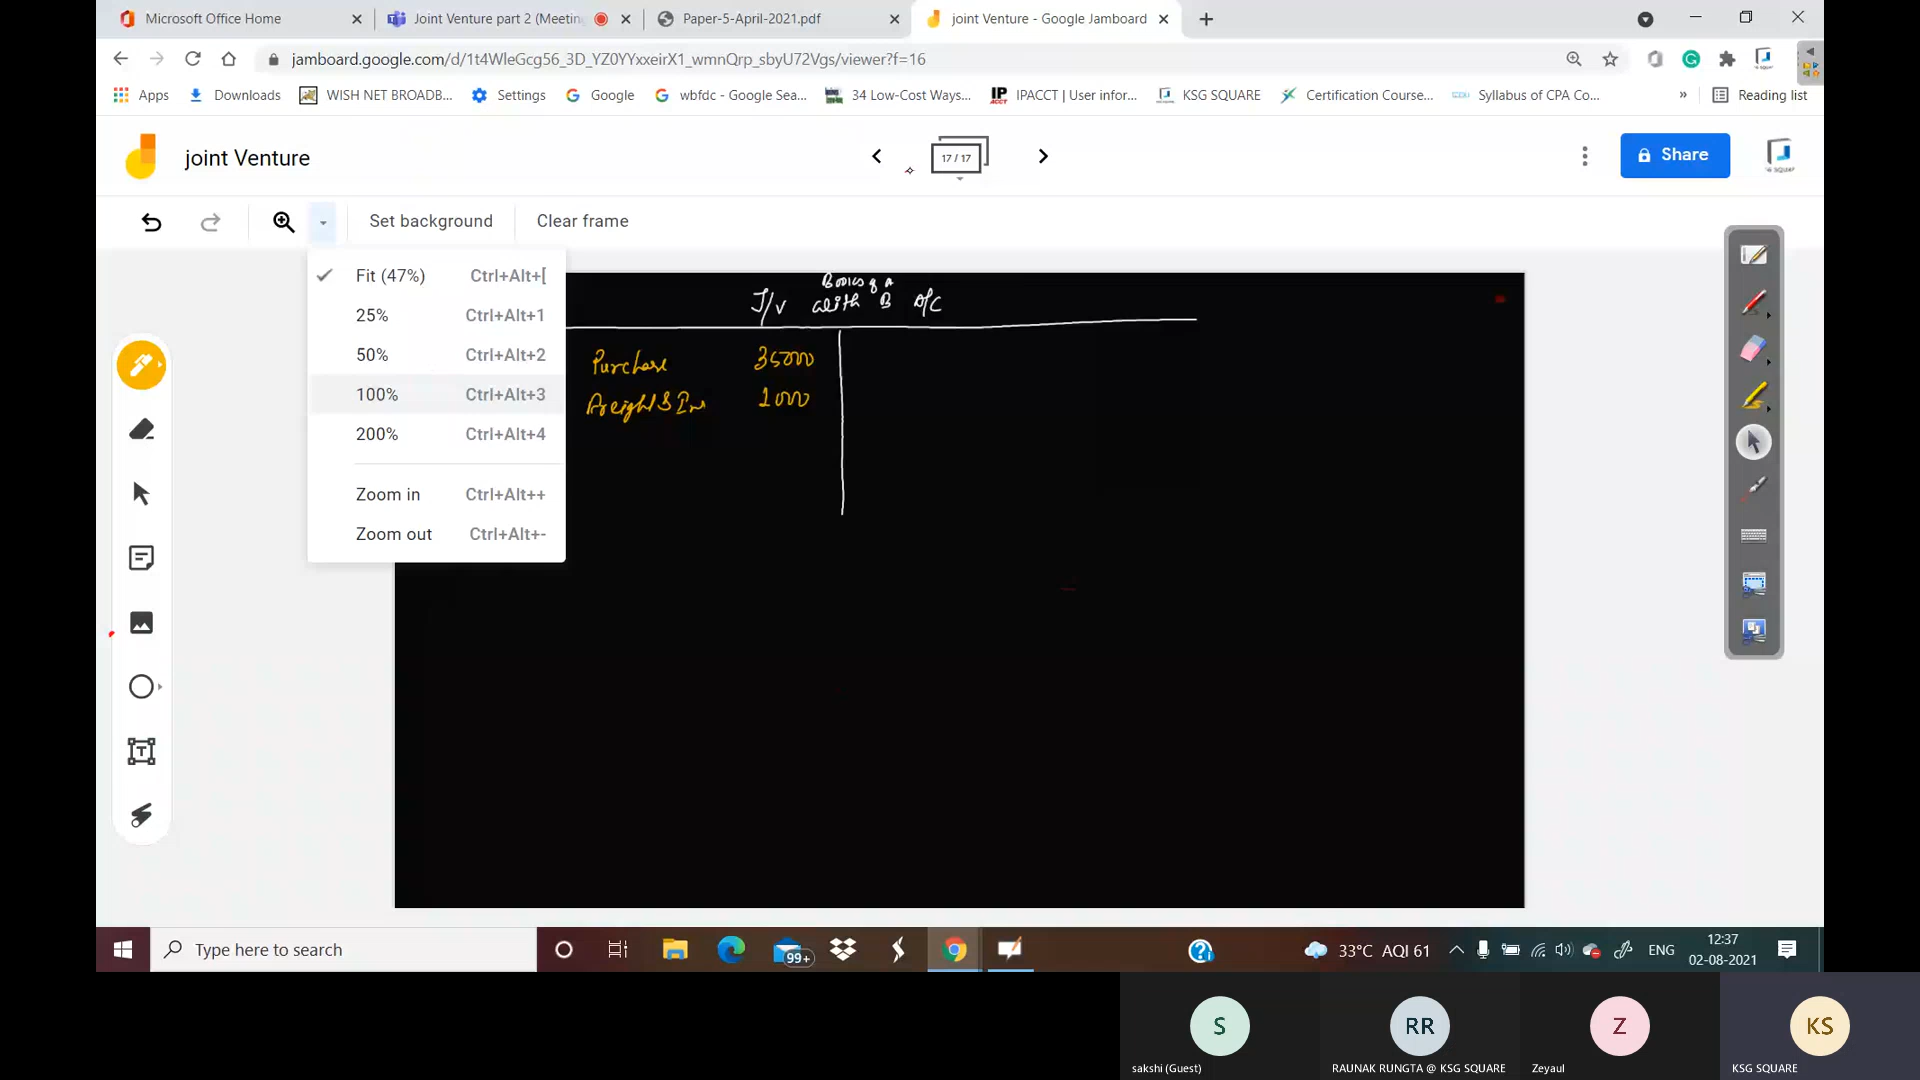 Microsoft Office Home
Joint Venture part 2 (Meetin
Paper-5-April-2021.pdf
joint Venture - Google Jamboard
jamboard.google.com/d/1t4WleGcg56_3D_YZ0YYxxeirX1_wmnQrp_sbyU72Vgs/viewer?f=16
Apps
Downloads
WISH NET BROADB...
Settings
Google
wbfdc - Google Sea...
34 Low-Cost Ways...
IPACCT | User infor...
KSG SQUARE
Certification Course...
Syllabus of CPA Co...
»
Reading list
joint Venture
17 / 17
Share
Set background
Clear frame
Fit (47%) Ctrl+Alt+[
25% Ctrl+Alt+1
50% Ctrl+Alt+2
100% Ctrl+Alt+3
200% Ctrl+Alt+4
Zoom in Ctrl+Alt++
Zoom out Ctrl+Alt+-
Books of A
J/V with B A/C
Purchase 35000
Freight & Ins 1000
Type here to search
99+
33°C AQI 61
ENG
12:37
02-08-2021
S
RR
Z
KS
sakshi (Guest)
RAUNAK RUNGTA @ KSG SQUARE
Zeyaul
KSG SQUARE